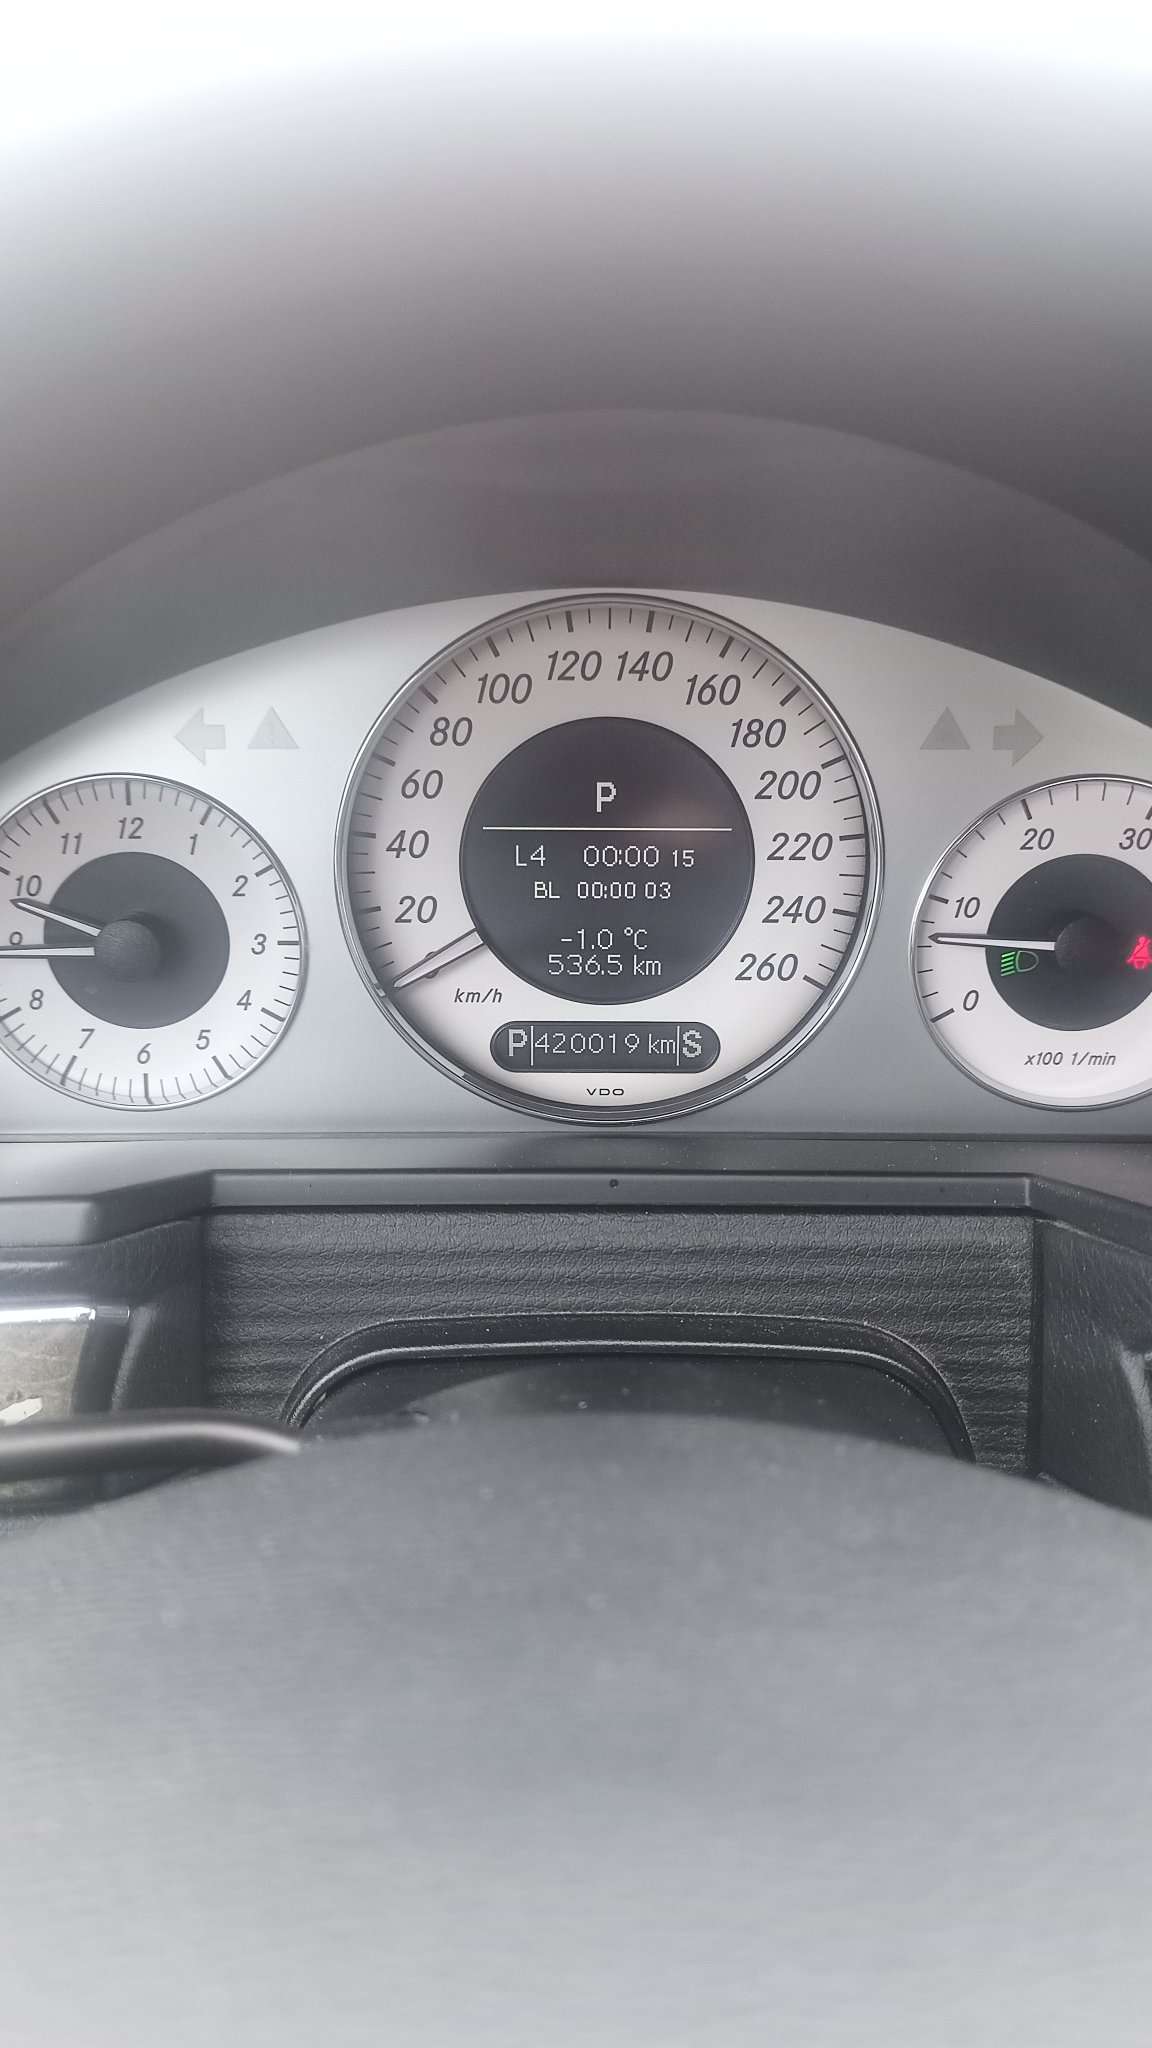 120 140
100 160
80 180
60 200
40 220
20 240
0 260
km/h
P
L4 00:00 15
BL 00:00 03
-1.0 °C
536.5 km
P 420019 km S
VDO
12
11 1
10 2
9 3
8 4
7 5
6
20 30
10
0
x100 1/min